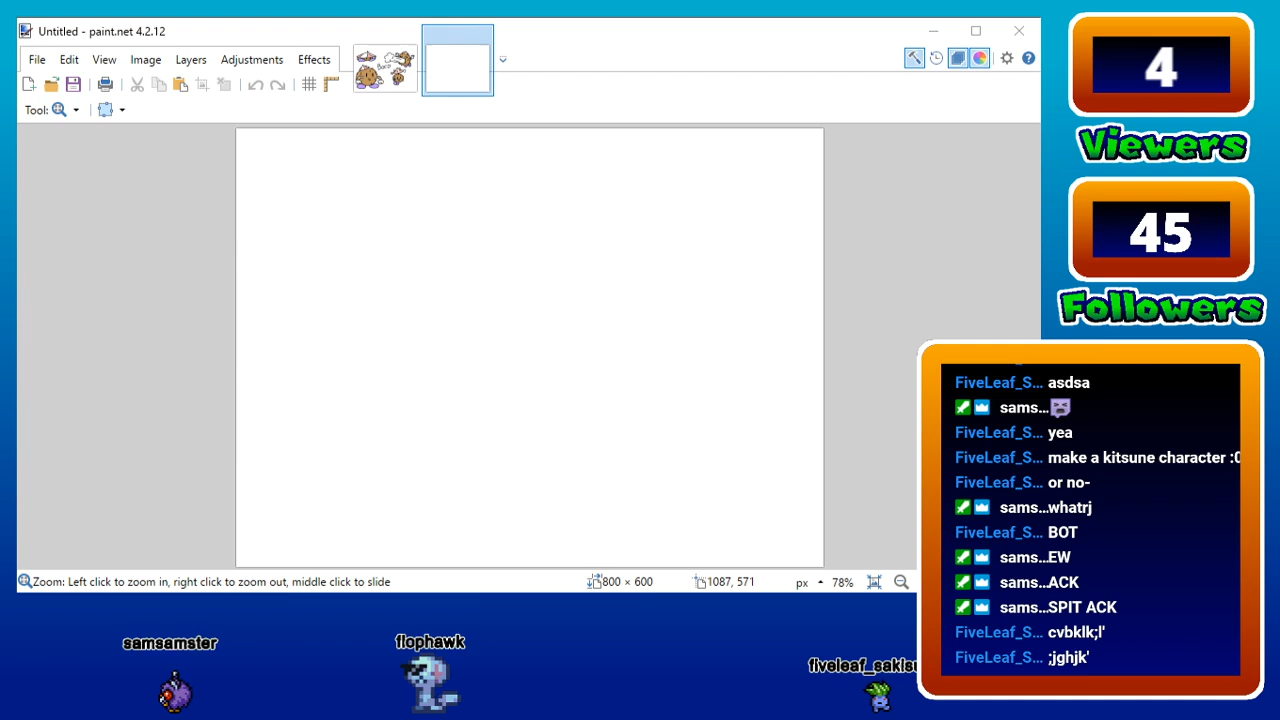 Untitled - paint.net 4.2.12
File Edit View Image Layers Adjustments Effects
Tool:
Zoom: Left click to zoom in, right click to zoom out, middle click to slide
800 × 600
1087, 571
px
78%
4
Viewers
45
Followers
FiveLeaf_S... asdsa
sams...
FiveLeaf_S... yea
FiveLeaf_S... make a kitsune character :0
FiveLeaf_S... or no-
sams... whatrj
FiveLeaf_S... BOT
sams... EW
sams... ACK
sams... SPIT ACK
FiveLeaf_S... cvbklk;l'
FiveLeaf_S... ;jghjk'
samsamster
flophawk